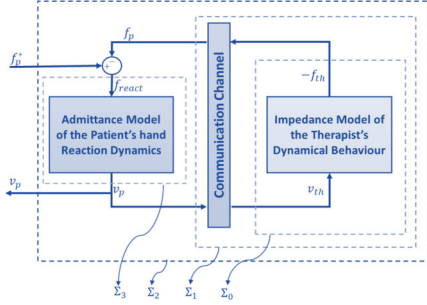 f_p
f_p^*
+
−
f_react
−f_th
Admittance Model
of the Patient's hand
Reaction Dynamics
Communication Channel
Impedance Model of
the Therapist's
Dynamical Behaviour
v_p
v_p
v_th
Σ_3
Σ_2
Σ_1
Σ_0